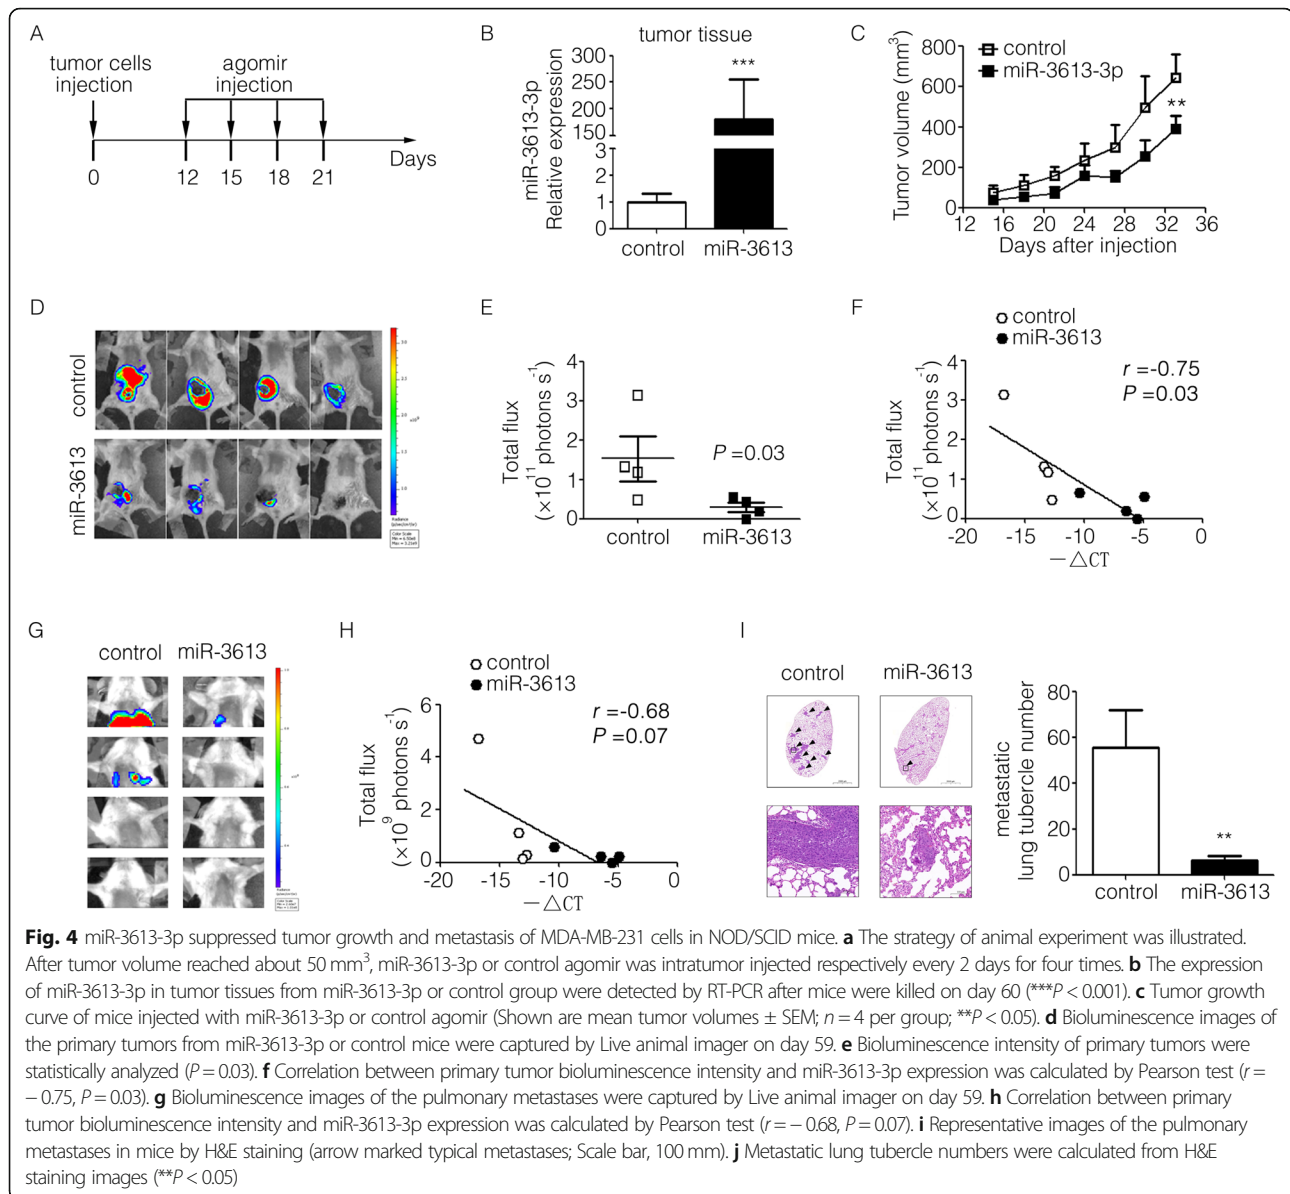 A
tumor cells
injection
agomir
injection
0
12
15
18
21
Days
B
tumor tissue
miR-3613-3p
Relative expression
300
250
200
150
3
2
1
0
***
control
miR-3613
C
Tumor volume (mm³)
800
600
400
200
0
control
miR-3613-3p
**
12 16 20 24 28 32 36
Days after injection
D
control
miR-3613
E
Total flux
(×10¹¹ photons s⁻¹)
4
3
2
1
0
P =0.03
control
miR-3613
F
control
miR-3613
Total flux
(×10¹¹ photons s⁻¹)
4
3
2
1
0
r =-0.75
P =0.03
-20 -15 -10 -5 0
—△CT
G
control miR-3613
H
control
miR-3613
Total flux
(×10⁹ photons s⁻¹)
6
4
2
0
r =-0.68
P =0.07
-20 -15 -10 -5 0
—△CT
I
control
miR-3613
metastatic
lung tubercle number
80
60
40
20
0
**
control
miR-3613
Fig. 4 miR-3613-3p suppressed tumor growth and metastasis of MDA-MB-231 cells in NOD/SCID mice. a The strategy of animal experiment was illustrated.
After tumor volume reached about 50 mm³, miR-3613-3p or control agomir was intratumor injected respectively every 2 days for four times. b The expression
of miR-3613-3p in tumor tissues from miR-3613-3p or control group were detected by RT-PCR after mice were killed on day 60 (***P < 0.001). c Tumor growth
curve of mice injected with miR-3613-3p or control agomir (Shown are mean tumor volumes ± SEM; n = 4 per group; **P < 0.05). d Bioluminescence images of
the primary tumors from miR-3613-3p or control mice were captured by Live animal imager on day 59. e Bioluminescence intensity of primary tumors were
statistically analyzed (P = 0.03). f Correlation between primary tumor bioluminescence intensity and miR-3613-3p expression was calculated by Pearson test (r =
− 0.75, P = 0.03). g Bioluminescence images of the pulmonary metastases were captured by Live animal imager on day 59. h Correlation between primary
tumor bioluminescence intensity and miR-3613-3p expression was calculated by Pearson test (r = − 0.68, P = 0.07). i Representative images of the pulmonary
metastases in mice by H&E staining (arrow marked typical metastases; Scale bar, 100 mm). j Metastatic lung tubercle numbers were calculated from H&E
staining images (**P < 0.05)